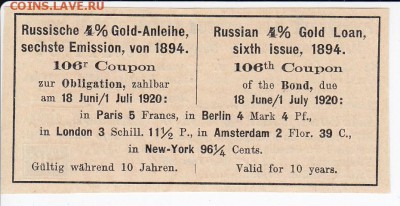 COINS.LAVE.RU
Russische 4% Gold-Anleihe,
sechste Emission, von 1894.
106r Coupon
zur Obligation, zahlbar
am 18 Juni/1 Juli 1920:
Russian 4% Gold Loan,
sixth issue, 1894.
106th Coupon
of the Bond, due
18 June/1 July 1920:
in Paris 5 Francs, in Berlin 4 Mark 4 Pf.,
in London 3 Schill. 11½ P., in Amsterdam 2 Flor. 39 C.,
in New-York 96¼ Cents.
Gültig während 10 Jahren.
Valid for 10 years.